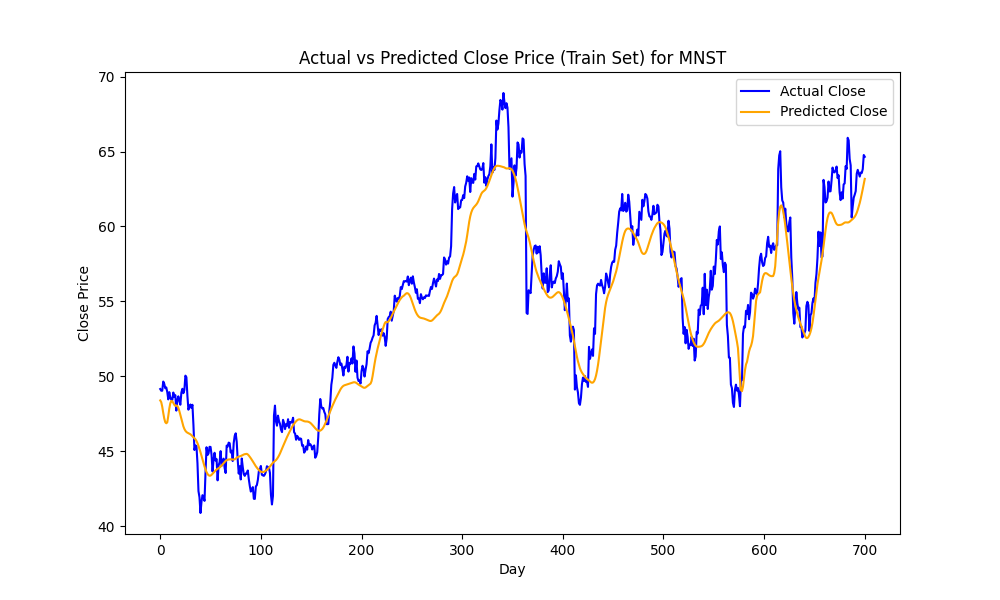 Actual vs Predicted Close Price (Train Set) for MNST
Actual Close
Predicted Close
Close Price
70
65
60
55
50
45
40
0 100 200 300 400 500 600 700
Day